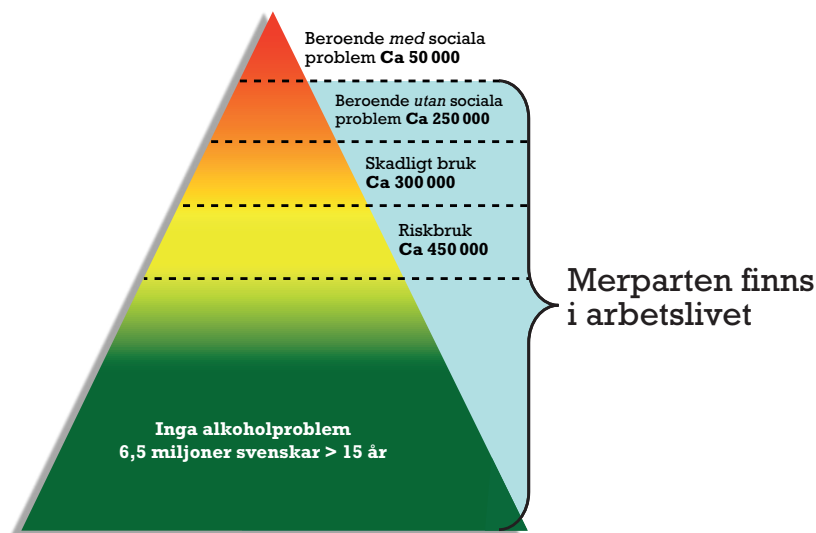 Beroende med sociala
problem Ca 50 000
Beroende utan sociala
problem Ca 250 000
Skadligt bruk
Ca 300 000
Riskbruk
Ca 450 000
Merparten finns
i arbetslivet
Inga alkoholproblem
6,5 miljoner svenskar > 15 år